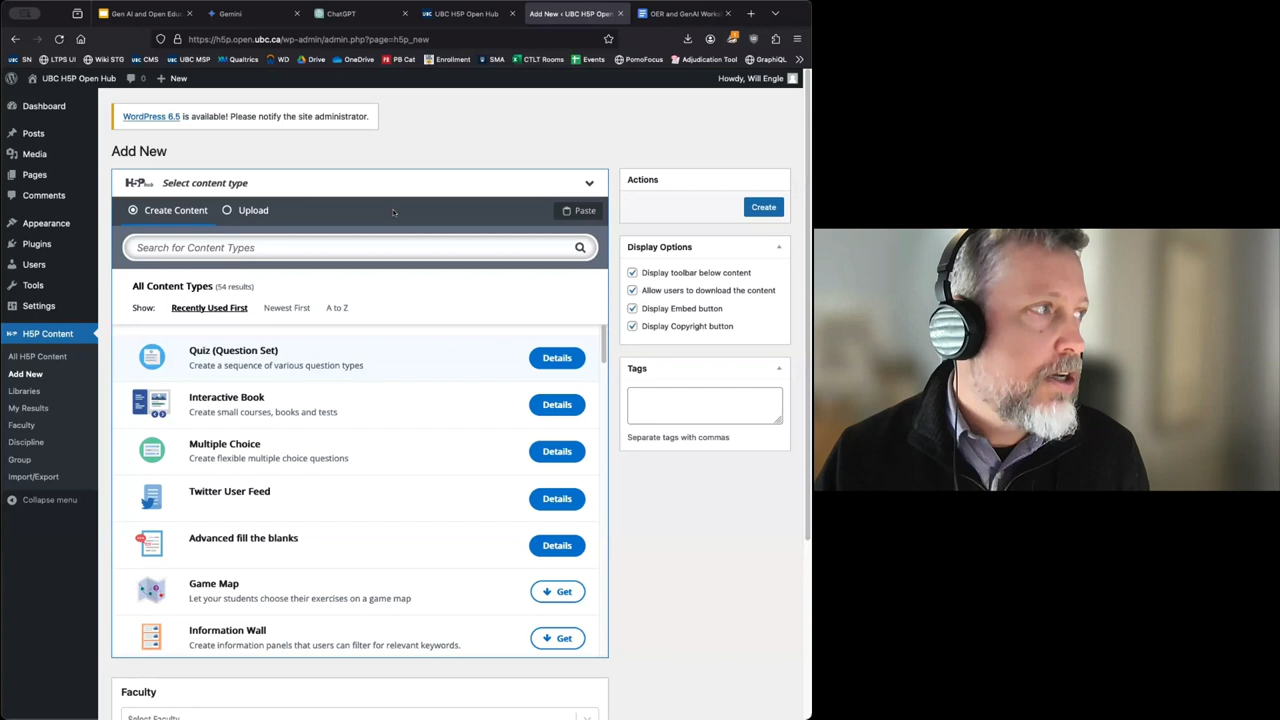 Gen AI and Open Edu
Gemini
ChatGPT
UBC H5P Open Hub
Add New ‹ UBC H5P Open
OER and GenAI Works
https://h5p.open.ubc.ca/wp-admin/admin.php?page=h5p_new
SN
LTPS UI
Wiki STG
CMS
UBC MSP
Qualtrics
WD
Drive
OneDrive
PB Cat
Enrollment
SMA
CTLT Rooms
Events
PomoFocus
Adjudication Tool
GraphiQL
UBC H5P Open Hub
0
New
Howdy, Will Engle
Dashboard
Posts
Media
Pages
Comments
Appearance
Plugins
Users
Tools
Settings
H5P Content
All H5P Content
Add New
Libraries
My Results
Faculty
Discipline
Group
Import/Export
Collapse menu
WordPress 6.5 is available! Please notify the site administrator.
Add New
H5P hub Select content type
Create Content
Upload
Paste
Search for Content Types
All Content Types (54 results)
Show: Recently Used First Newest First A to Z
Quiz (Question Set)
Create a sequence of various question types
Details
Interactive Book
Create small courses, books and tests
Details
Multiple Choice
Create flexible multiple choice questions
Details
Twitter User Feed
Details
Advanced fill the blanks
Details
Game Map
Let your students choose their exercises on a game map
Get
Information Wall
Create information panels that users can filter for relevant keywords.
Get
Faculty
Select Faculty
Actions
Create
Display Options
Display toolbar below content
Allow users to download the content
Display Embed button
Display Copyright button
Tags
Separate tags with commas